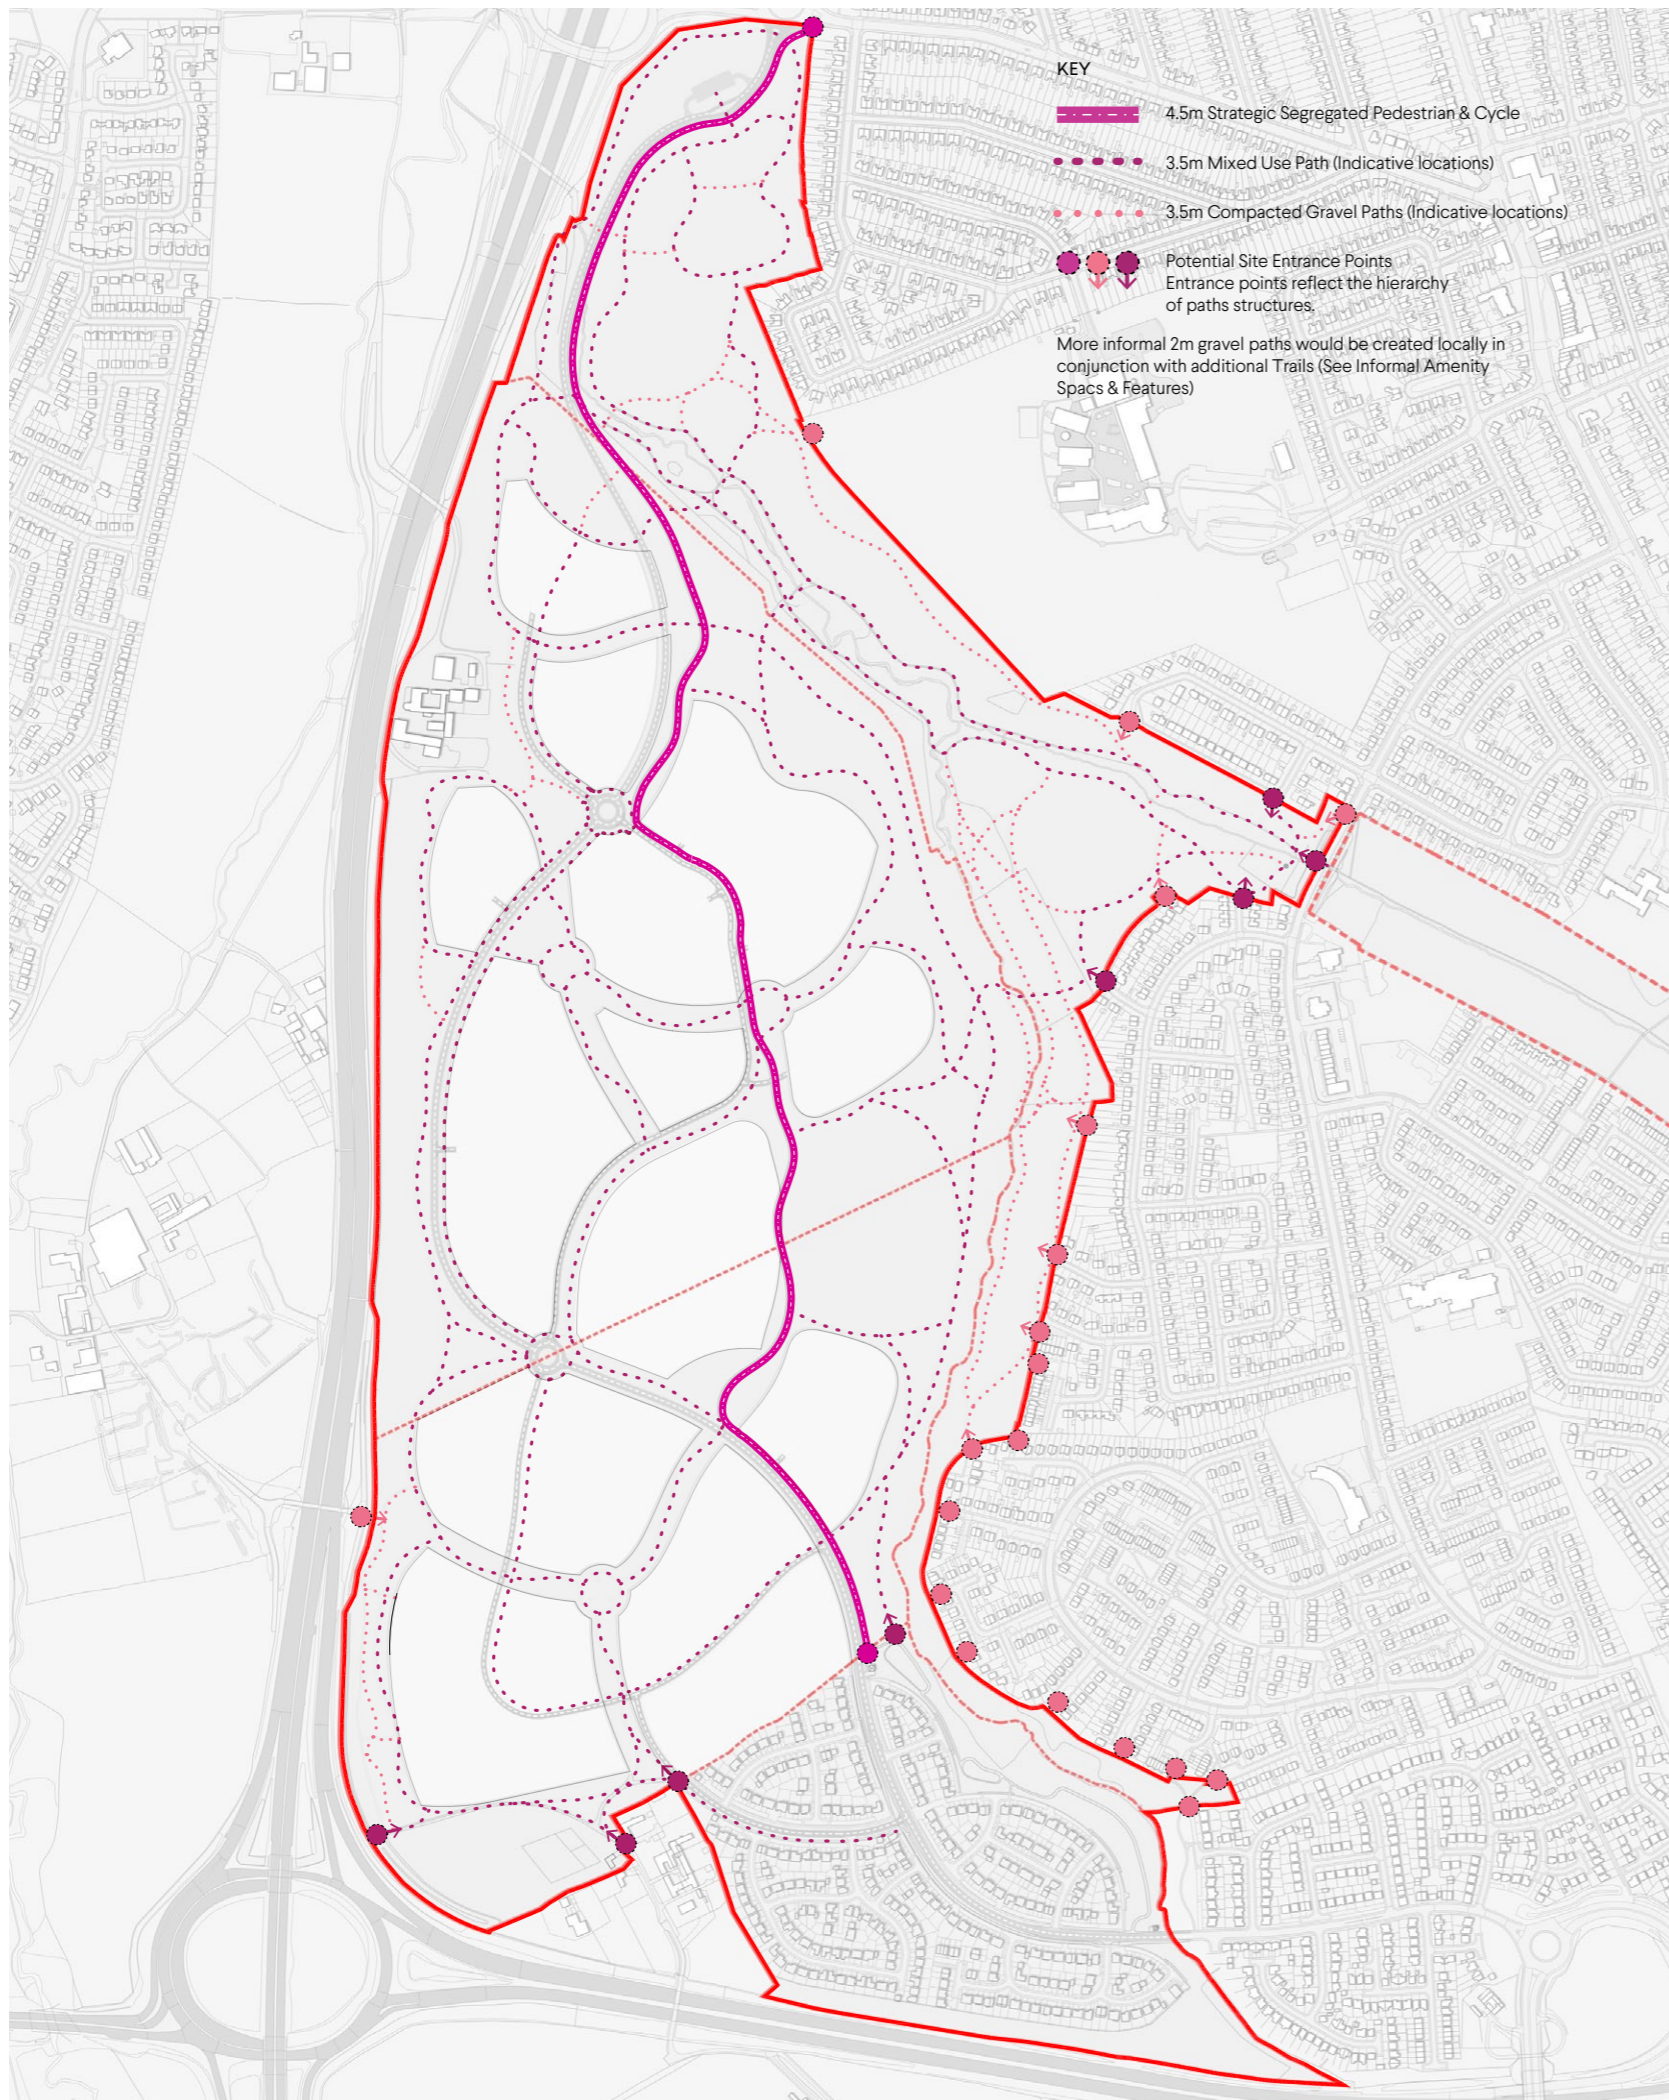 KEY
4.5m Strategic Segregated Pedestrian & Cycle
3.5m Mixed Use Path (Indicative locations)
3.5m Compacted Gravel Paths (Indicative locations)
Potential Site Entrance Points
Entrance points reflect the hierarchy
of paths structures.
More informal 2m gravel paths would be created locally in
conjunction with additional Trails (See Informal Amenity
Spacs & Features)